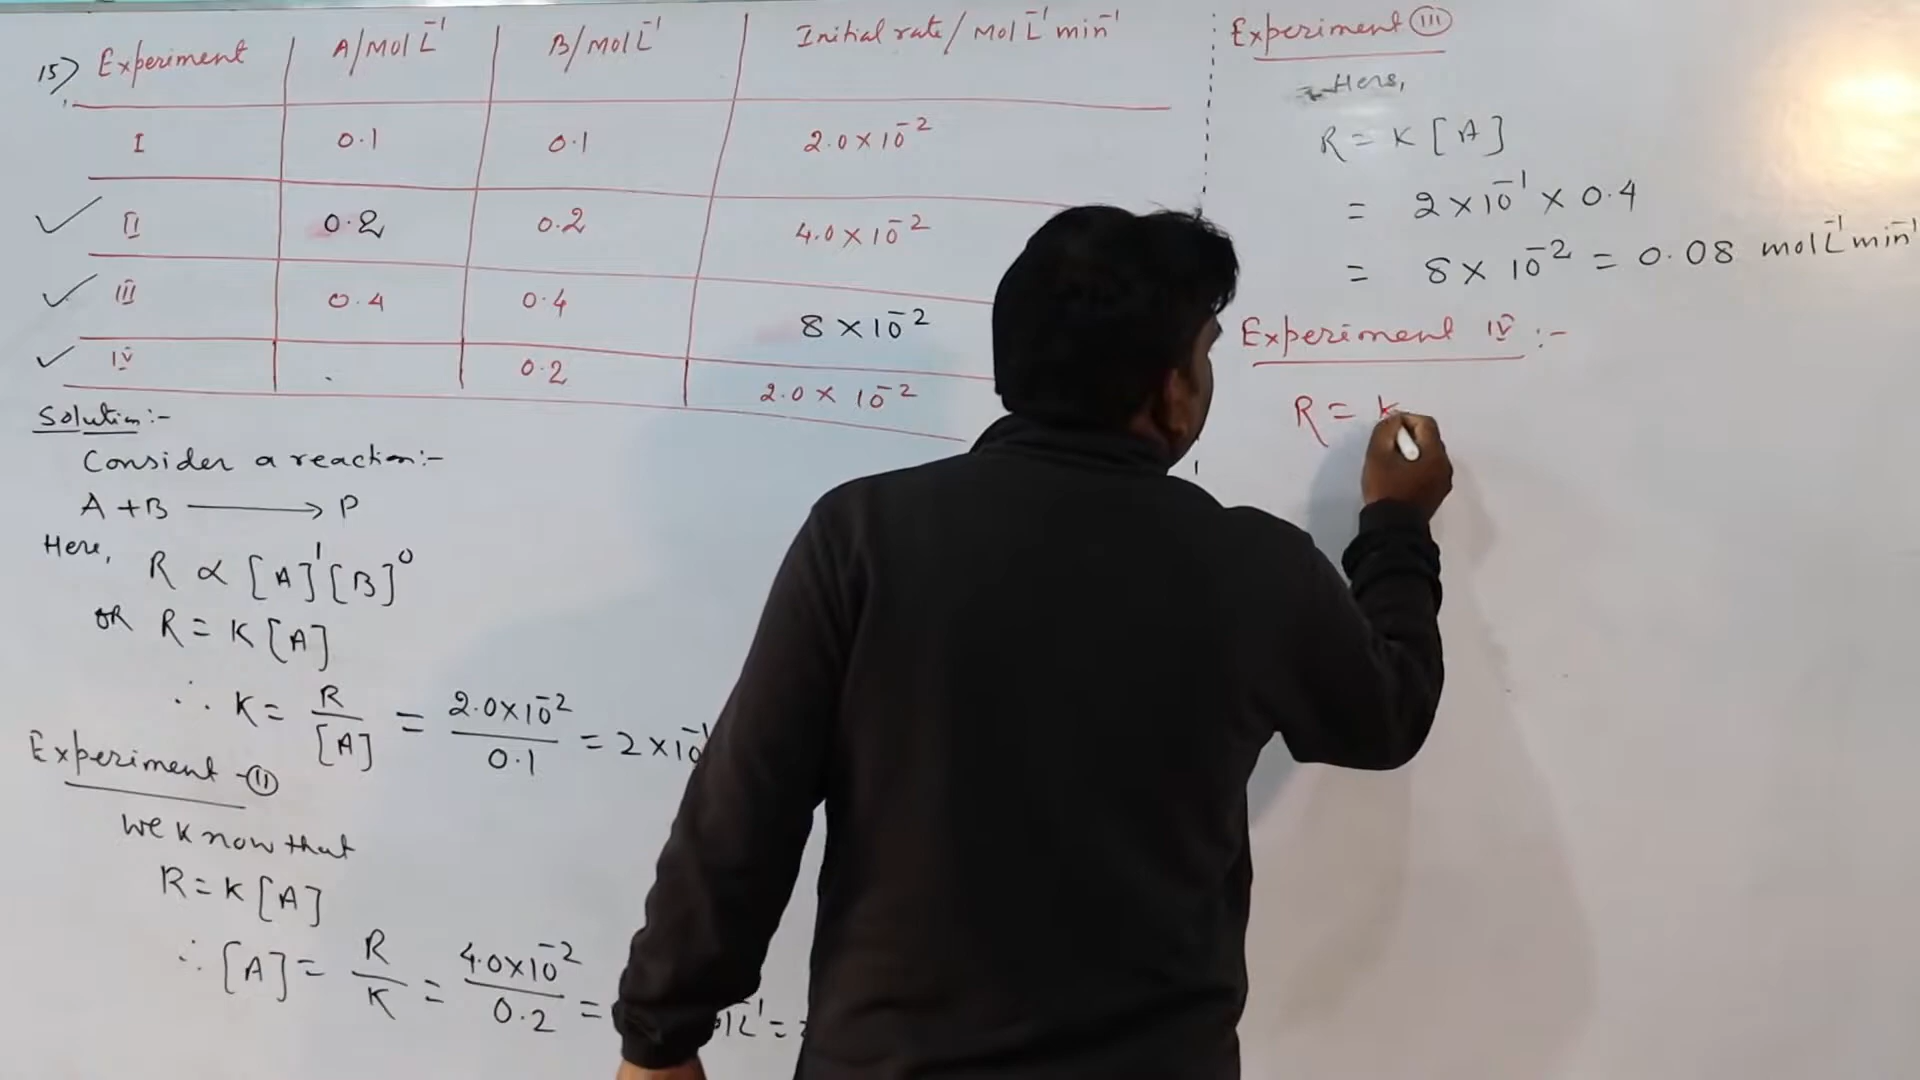 15) Experiment A/Mol L⁻¹ B/Mol L⁻¹ Initial rate/Mol L⁻¹ min⁻¹
I 0.1 0.1 2.0 × 10⁻²
II 0.2 0.2 4.0 × 10⁻²
III 0.4 0.4 8 × 10⁻²
IV 0.2 2.0 × 10⁻²
Solution:-
Consider a reaction:-
A + B ⟶ P
Here,
R ∝ [A]¹[B]⁰
OR R = K[A]
∴ K = R/[A] = 2.0×10⁻²/0.1 = 2×10⁻¹
Experiment - II
We know that
R = K[A]
∴ [A] = R/K = 4.0×10⁻²/0.2 =
L⁻¹ =
Experiment III
Here,
R = K[A]
= 2×10⁻¹ × 0.4
= 8 × 10⁻² = 0.08 mol L⁻¹ min⁻¹
Experiment IV :-
R = K